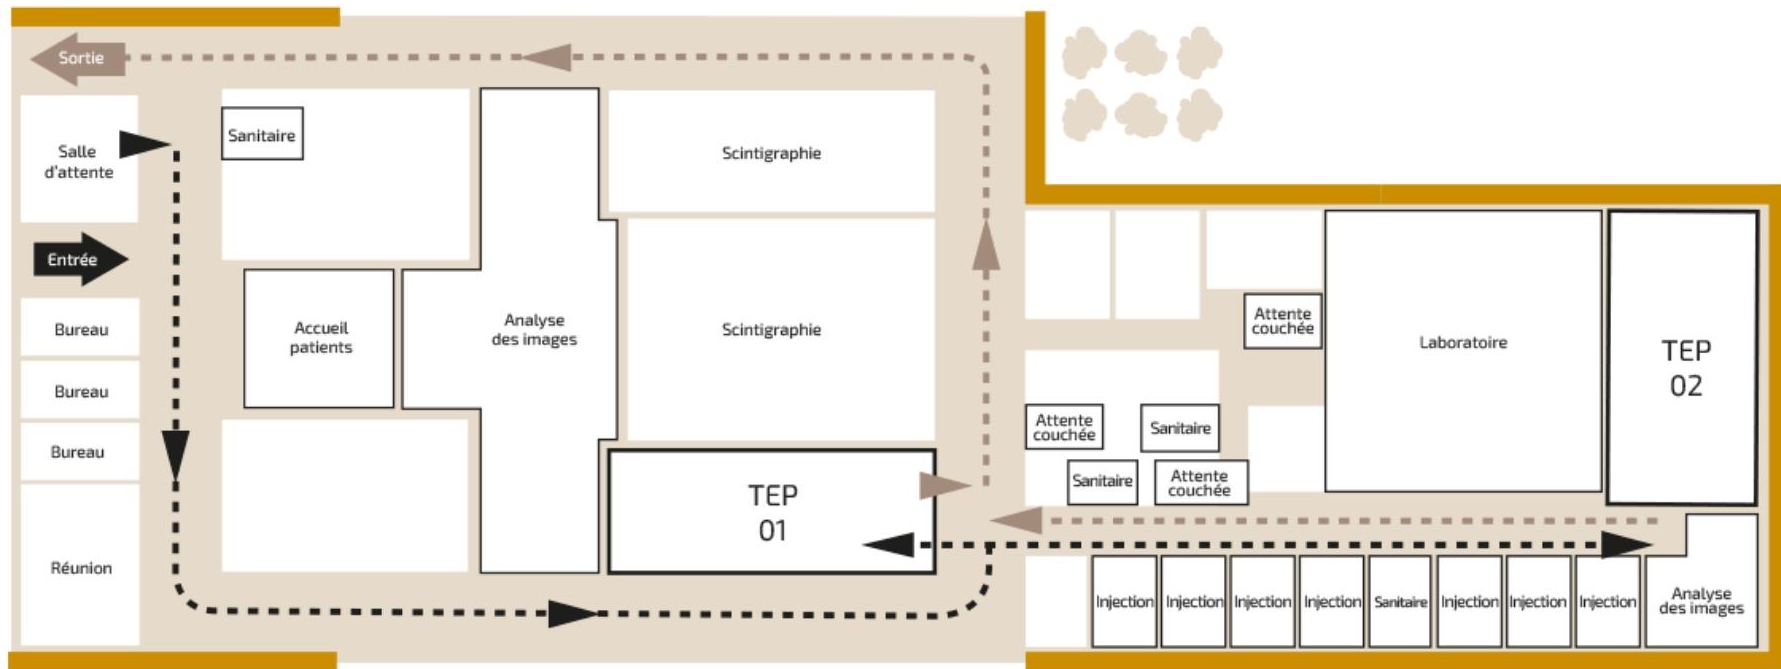 Sortie
Salle
d'attente
Sanitaire
Scintigraphie
Entrée
Bureau
Bureau
Bureau
Réunion
Accueil
patients
Analyse
des images
Scintigraphie
TEP
01
Attente
couchée
Laboratoire
TEP
02
Attente
couchée
Sanitaire
Sanitaire
Attente
couchée
Injection
Injection
Injection
Injection
Sanitaire
Injection
Injection
Injection
Analyse
des images